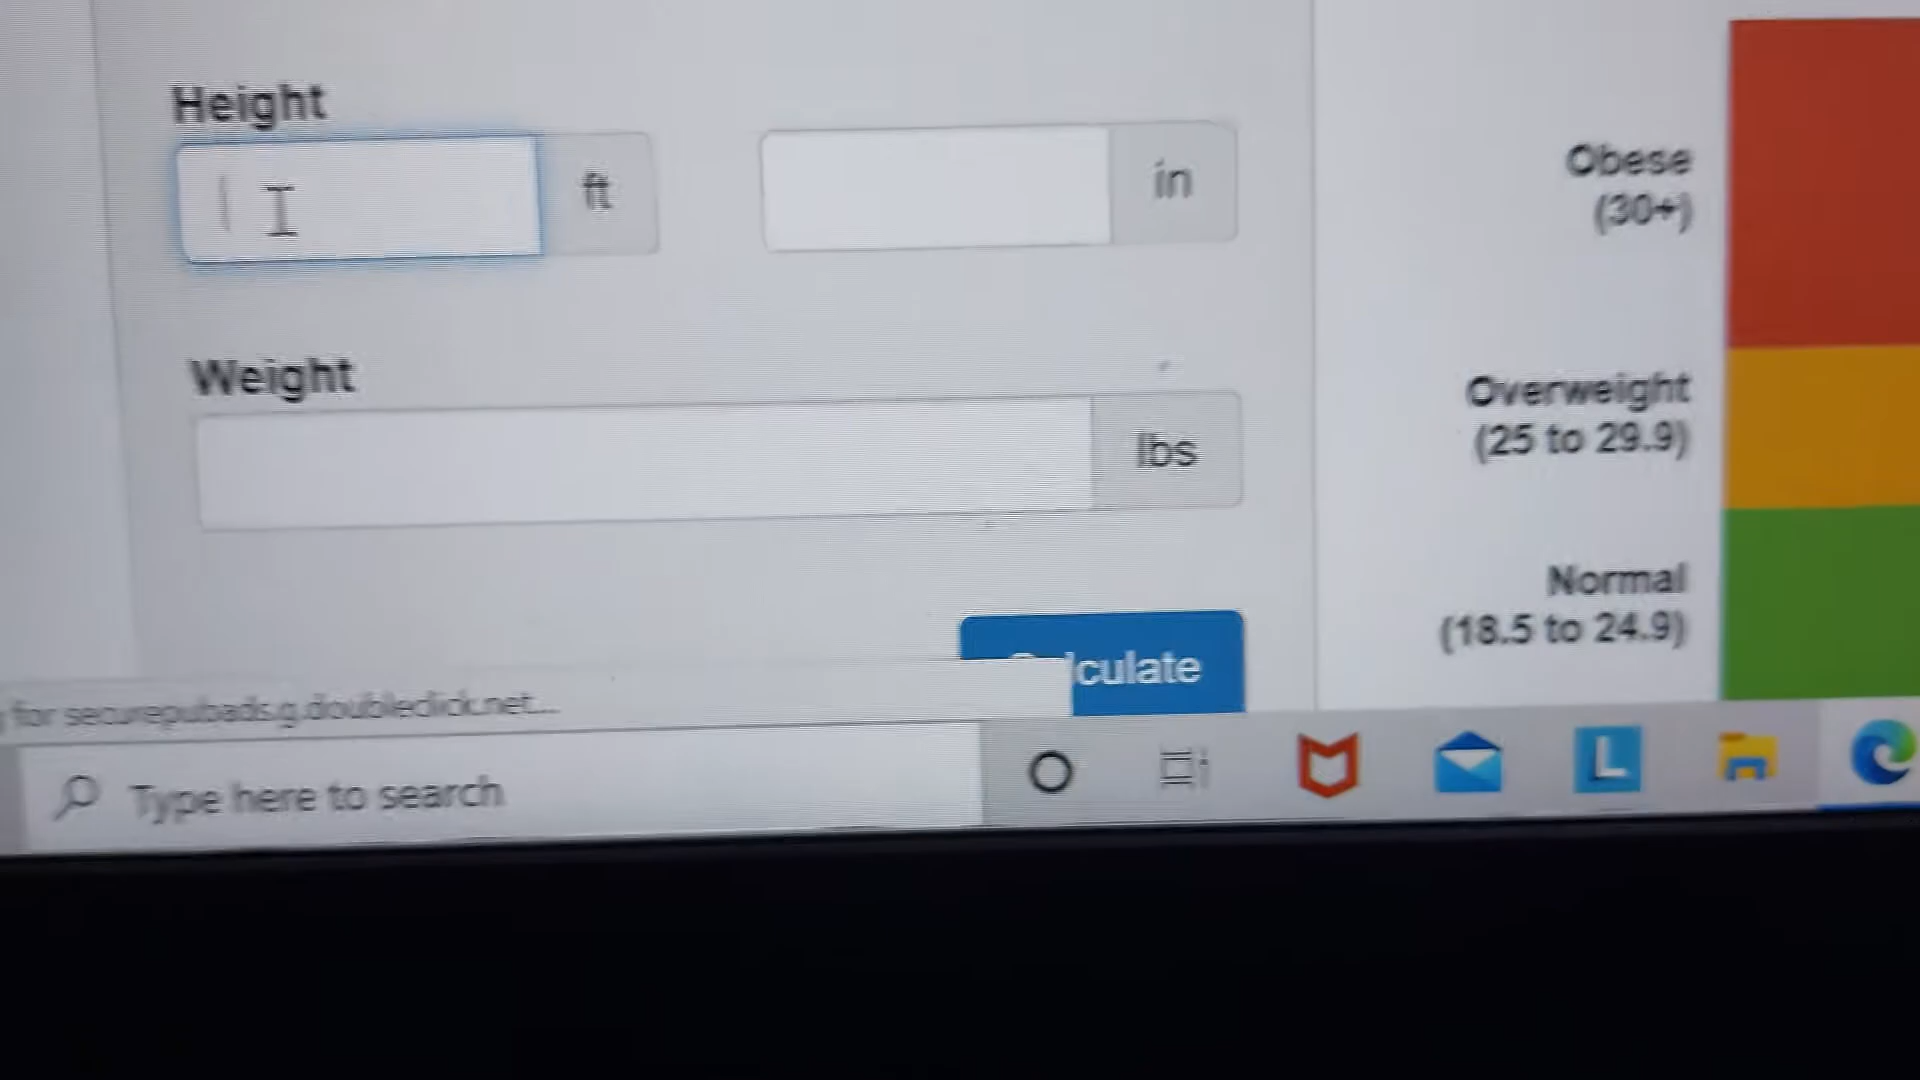 Height
ft
in
Obese
(30+)
Weight
lbs
Overweight
(25 to 29.9)
Normal
(18.5 to 24.9)
Calculate
for securepubads.g.doubleclick.net...
Type here to search
L